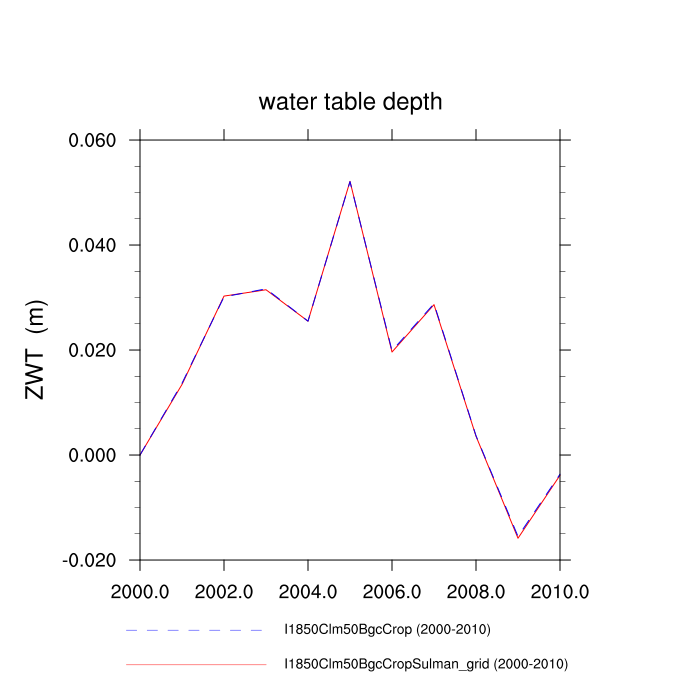 water table depth
0.060
0.040
0.020
0.000
-0.020
ZWT (m)
2000.0 2002.0 2004.0 2006.0 2008.0 2010.0
I1850Clm50BgcCrop (2000-2010)
I1850Clm50BgcCropSulman_grid (2000-2010)